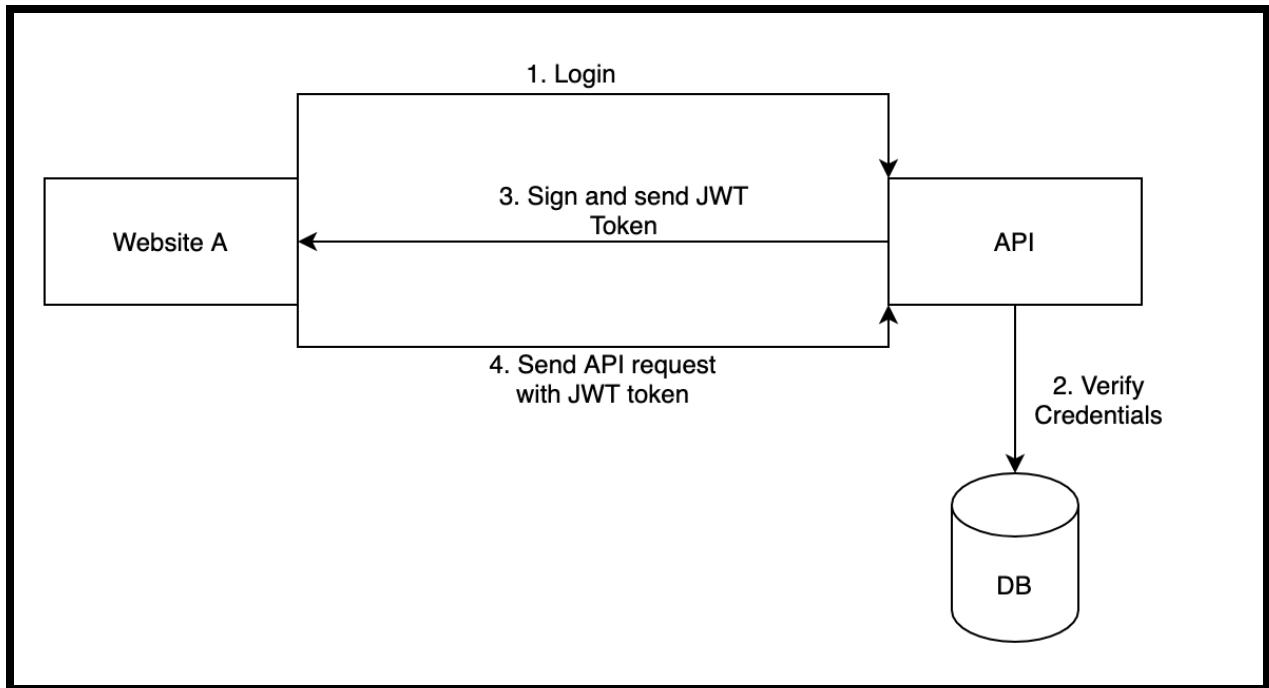 1. Login
3. Sign and send JWT
Token
Website A
API
4. Send API request
with JWT token
2. Verify
Credentials
DB